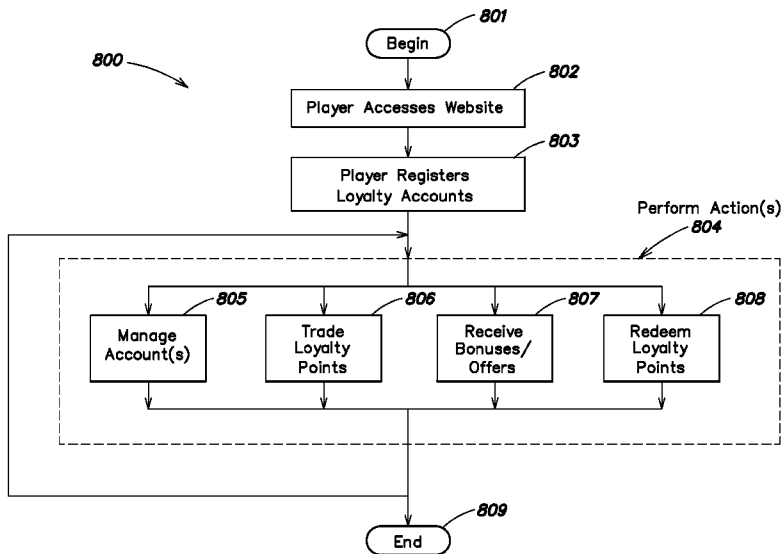 801
Begin
800
802
Player Accesses Website
803
Player Registers
Loyalty Accounts
Perform Action(s)
804
805
Manage
Account(s)
806
Trade
Loyalty
Points
807
Receive
Bonuses/
Offers
808
Redeem
Loyalty
Points
809
End